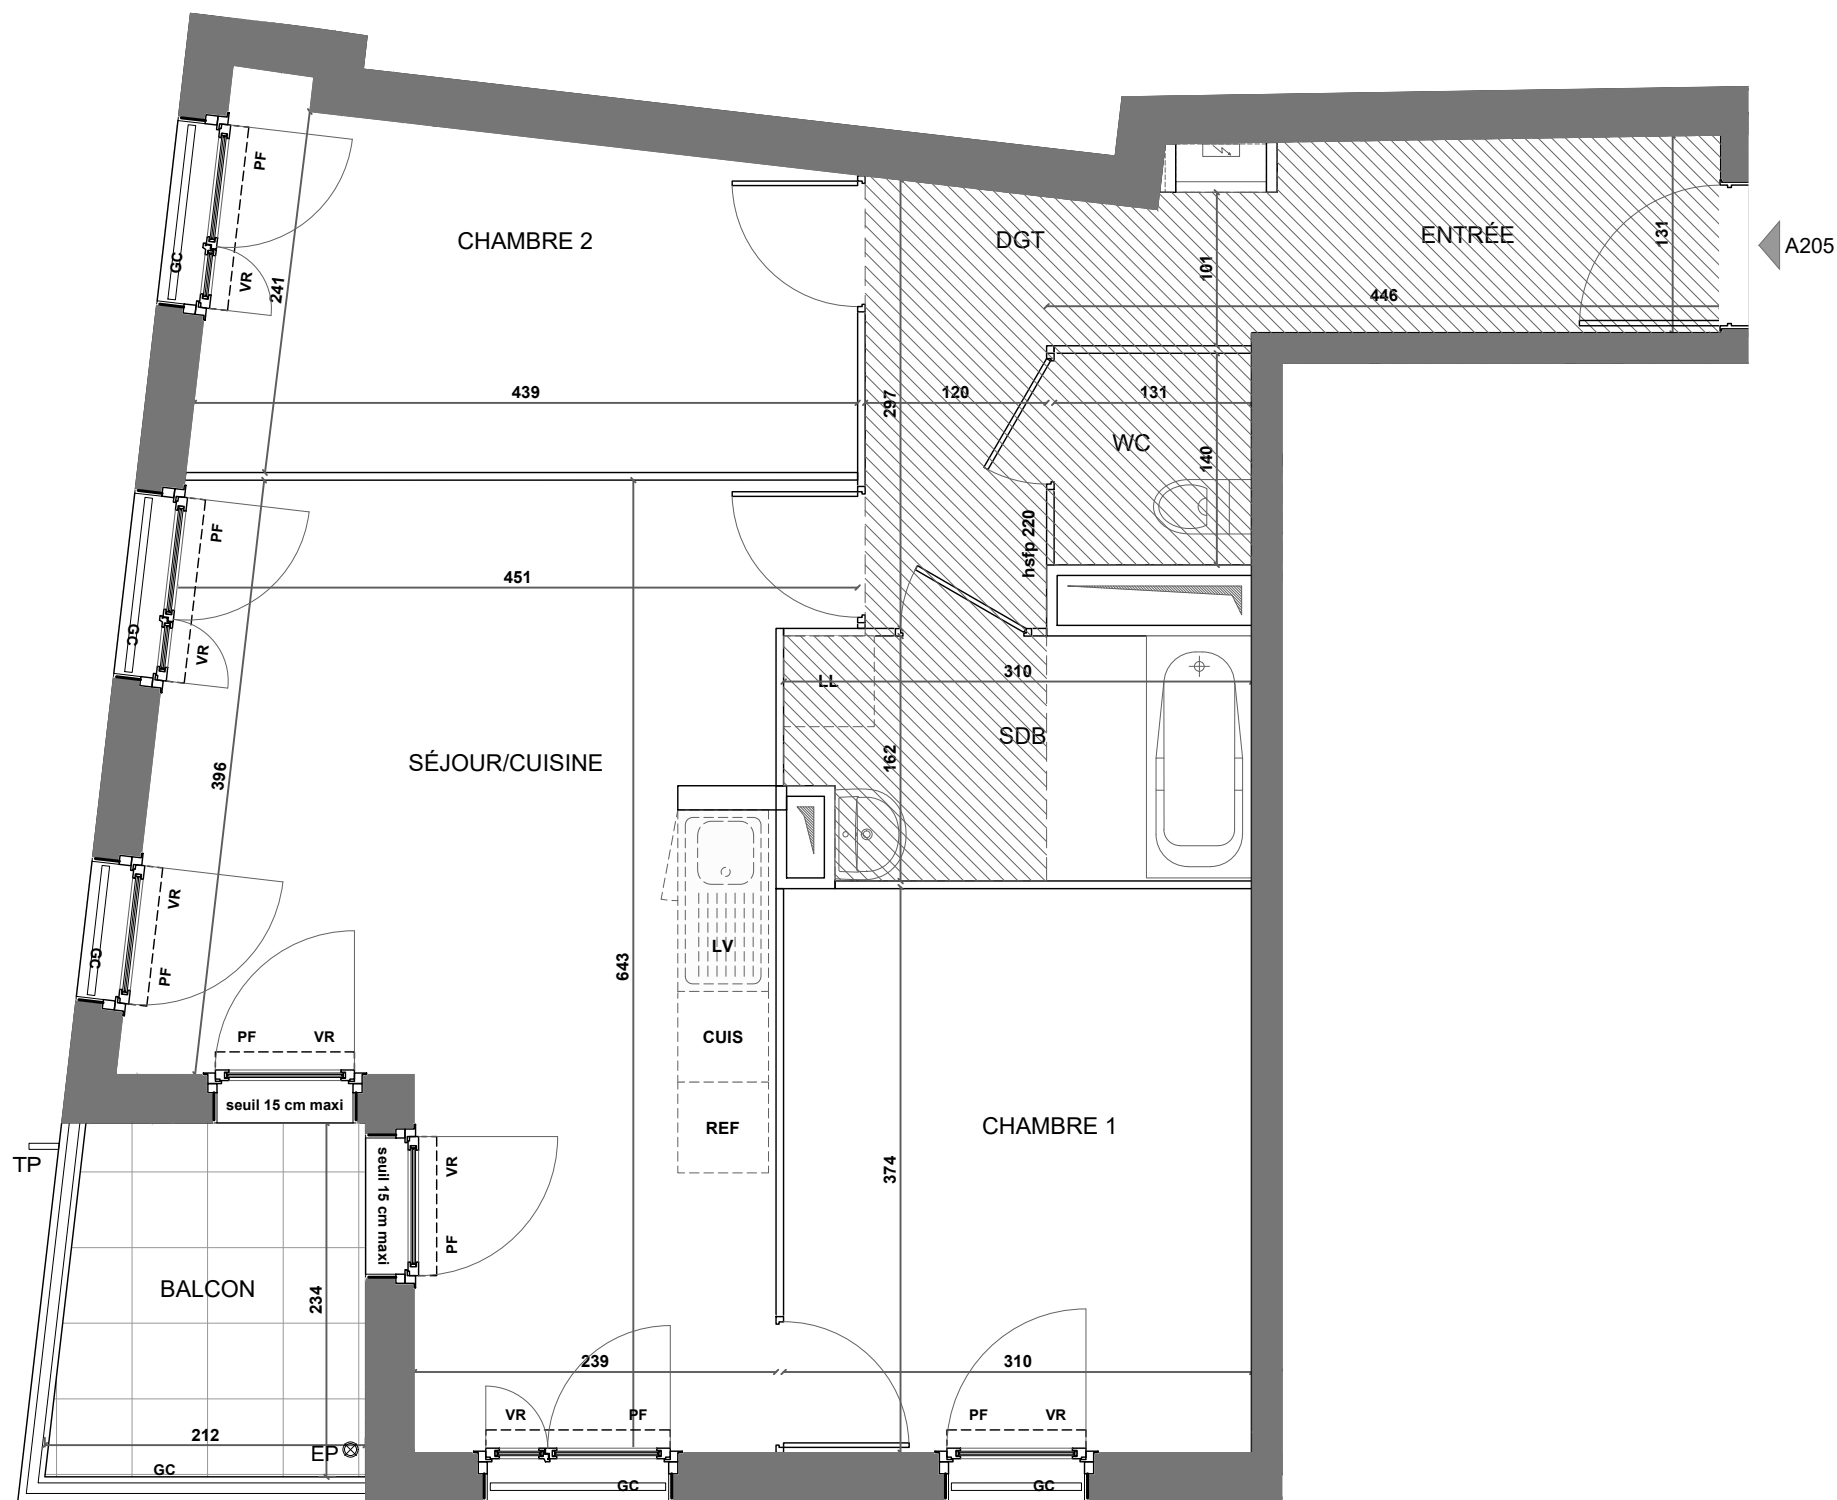 PF
GC
VR
241
CHAMBRE 2
439
DGT
ENTRÉE
131
A205
101
446
297
120
131
WC
140
hsfp 220
PF
GC
VR
451
396
SÉJOUR/CUISINE
LL
310
SDB
162
VR
GC
PF
LV
643
CUIS
REF
PF
VR
seuil 15 cm maxi
TP
seuil 15 cm maxi
VR
PF
CHAMBRE 1
374
BALCON
234
239
310
212
EP
GC
VR
PF
GC
PF
VR
GC